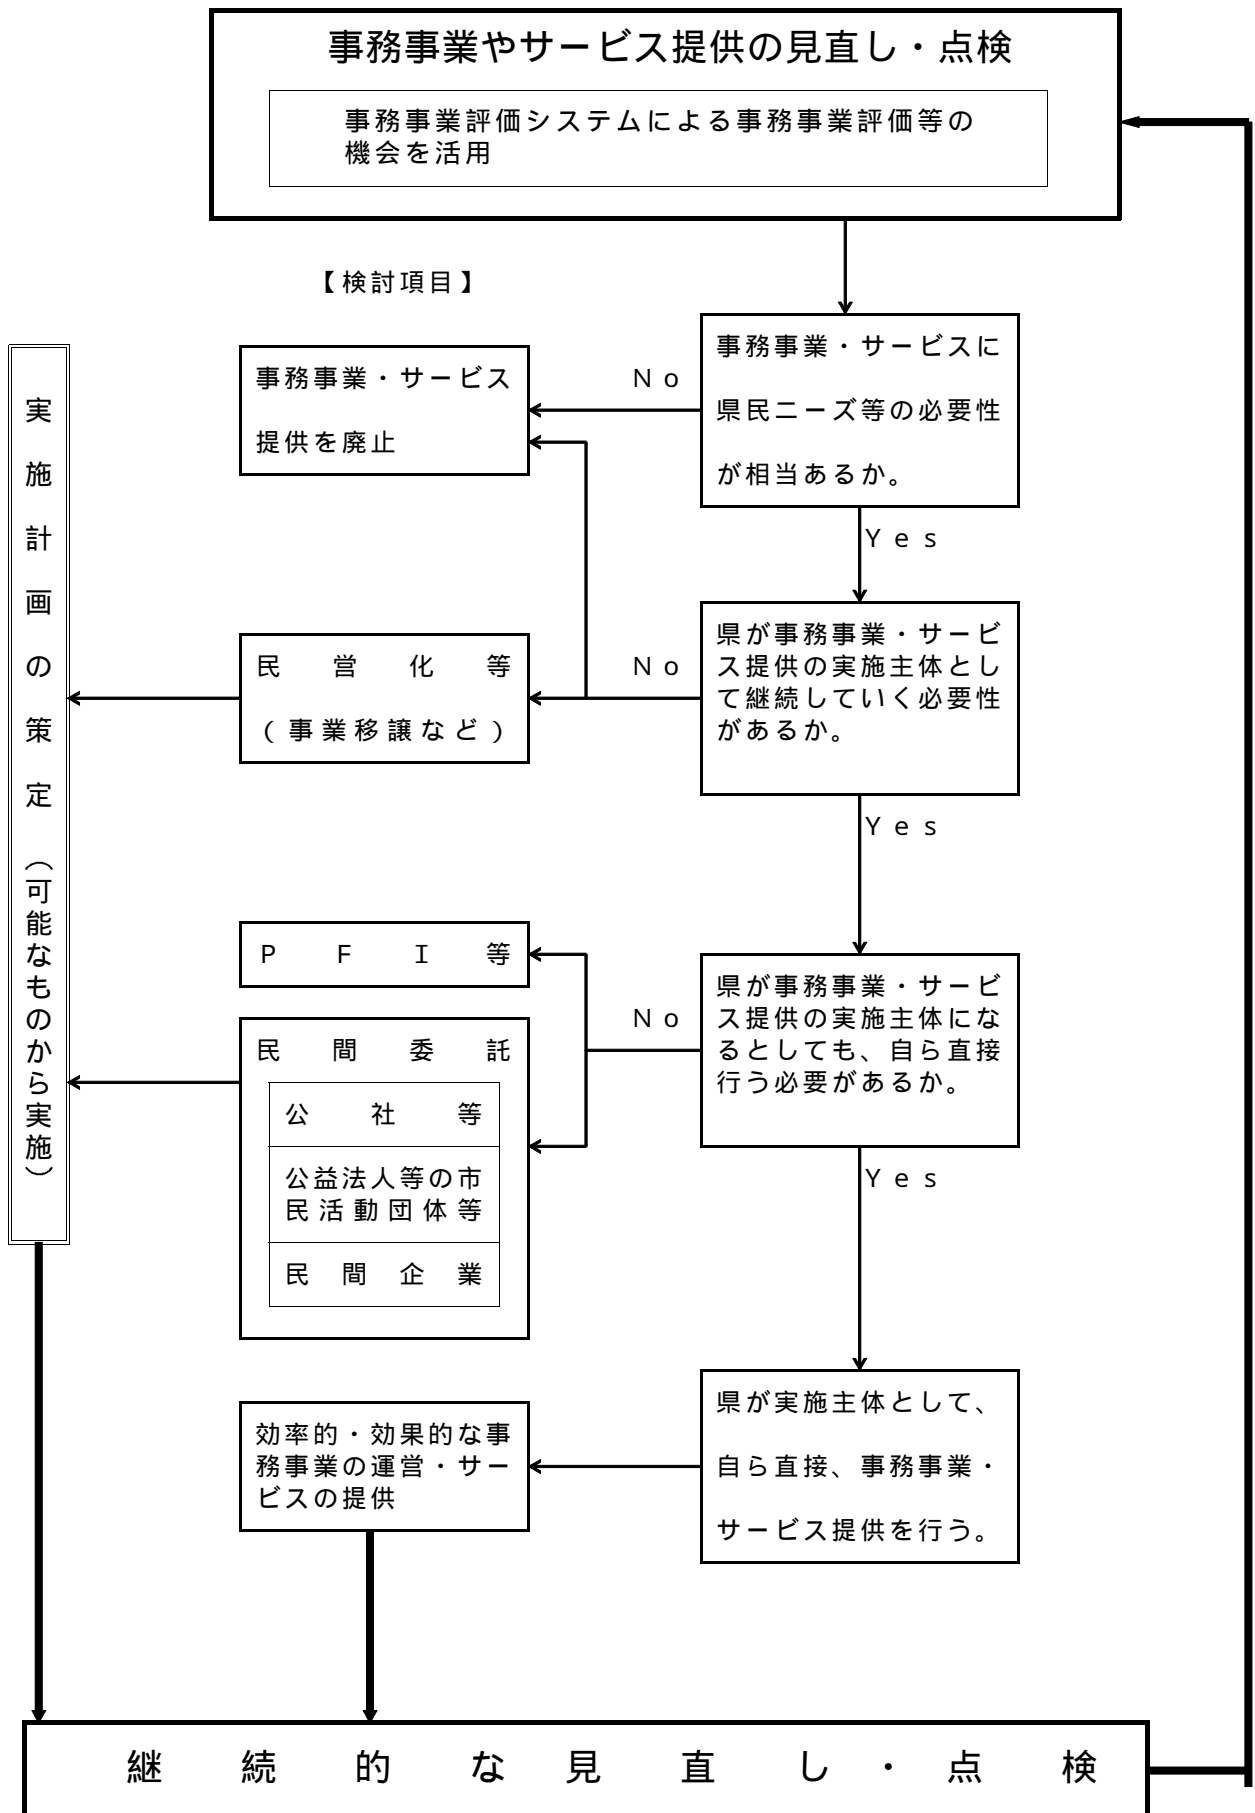 事務事業やサービス提供の見直し・点検
事務事業評価システムによる事務事業評価等の
機会を活用
【検討項目】
事務事業・サービスに
県民ニーズ等の必要性
が相当あるか。
No
事務事業・サービス
提供を廃止
Yes
県が事務事業・サービ
ス提供の実施主体とし
て継続していく必要性
があるか。
No
民営化等
(事業移譲など)
Yes
県が事務事業・サービ
ス提供の実施主体にな
るとしても、自ら直接
行う必要があるか。
No
PFI等
民間委託
公社等
公益法人等の市
民活動団体等
民間企業
Yes
県が実施主体として、
自ら直接、事務事業・
サービス提供を行う。
効率的・効果的な事
務事業の運営・サー
ビスの提供
実施計画の策定(可能なものから実施)
継続的な見直し・点検